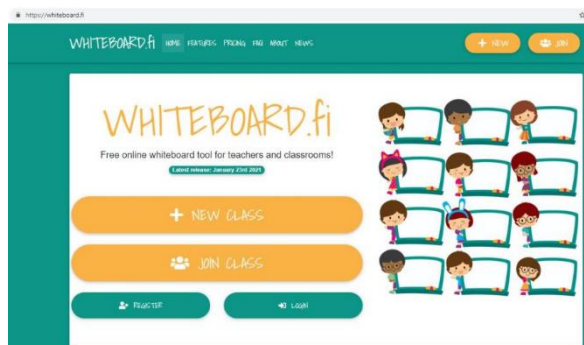 https://whiteboard.fi
WHITEBOARD.fi HOME FEATURES PRICING FAQ ABOUT NEWS + NEW JOIN
WHITEBOARD.fi
Free online whiteboard tool for teachers and classrooms!
Latest release: January 23rd 2021
+ NEW CLASS
JOIN CLASS
REGISTER LOGIN